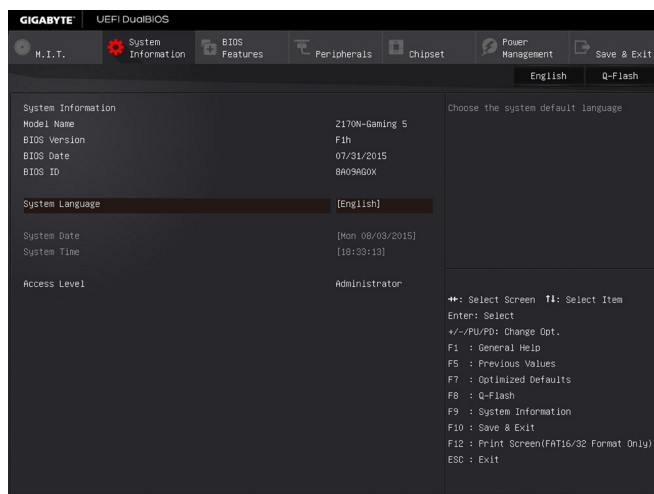 GIGABYTE™ UEFI DualBIOS
M.I.T.
System Information
BIOS Features
Peripherals
Chipset
Power Management
Save & Exit
English Q-Flash
System Information
Model Name Z170N-Gaming 5
BIOS Version F1h
BIOS Date 07/31/2015
BIOS ID 8A09AG0X
System Language [English]
System Date [Mon 08/03/2015]
System Time [18:33:13]
Access Level Administrator
Choose the system default language
→←: Select Screen ↑↓: Select Item
Enter: Select
+/-/PU/PD: Change Opt.
F1 : General Help
F5 : Previous Values
F7 : Optimized Defaults
F8 : Q-Flash
F9 : System Information
F10 : Save & Exit
F12 : Print Screen(FAT16/32 Format Only)
ESC : Exit